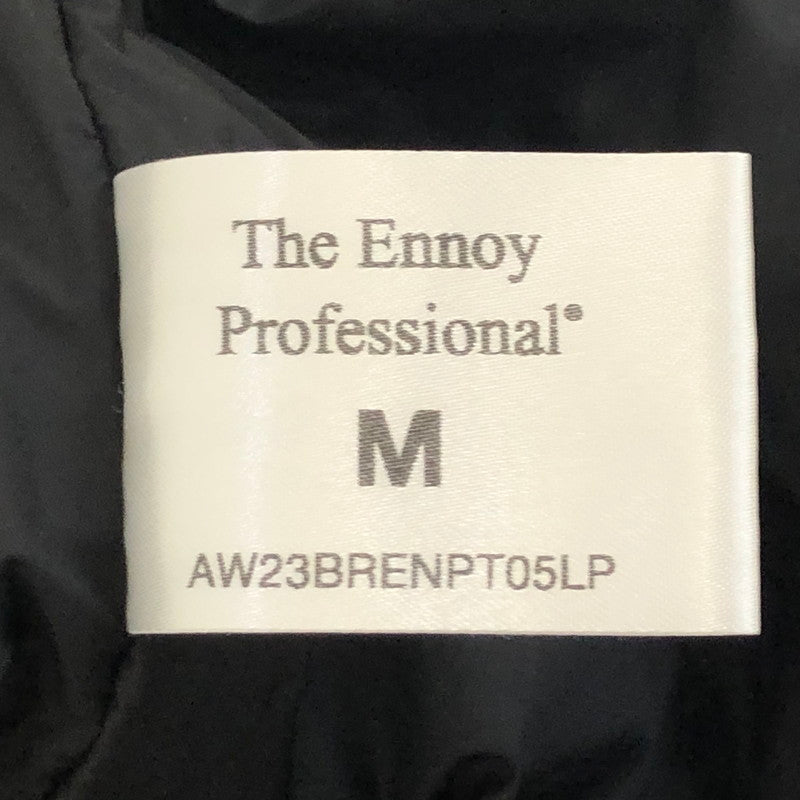 The Ennoy
Professional®
M
AW23BRENPT05LP